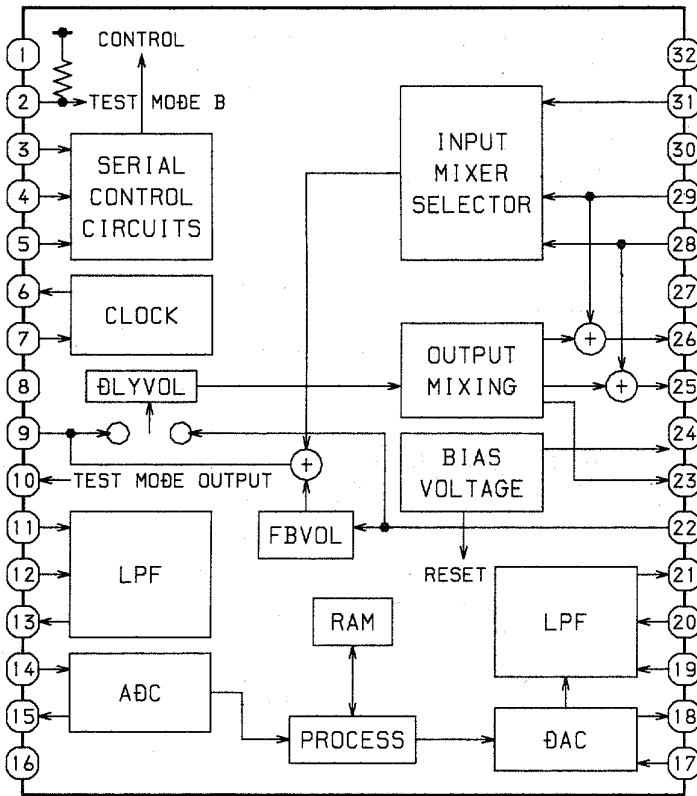 CONTROL
1
32
2
TEST MODE B
31
3
SERIAL
CONTROL
CIRCUITS
INPUT
MIXER
SELECTOR
30
4
29
5
28
6
CLOCK
27
7
OUTPUT
MIXING
26
8
DLYVOL
25
9
BIAS
VOLTAGE
24
10
TEST MODE OUTPUT
23
11
FBVOL
22
12
LPF
RESET
21
13
RAM
LPF
20
14
ADC
19
15
PROCESS
DAC
18
16
17
+
+
+